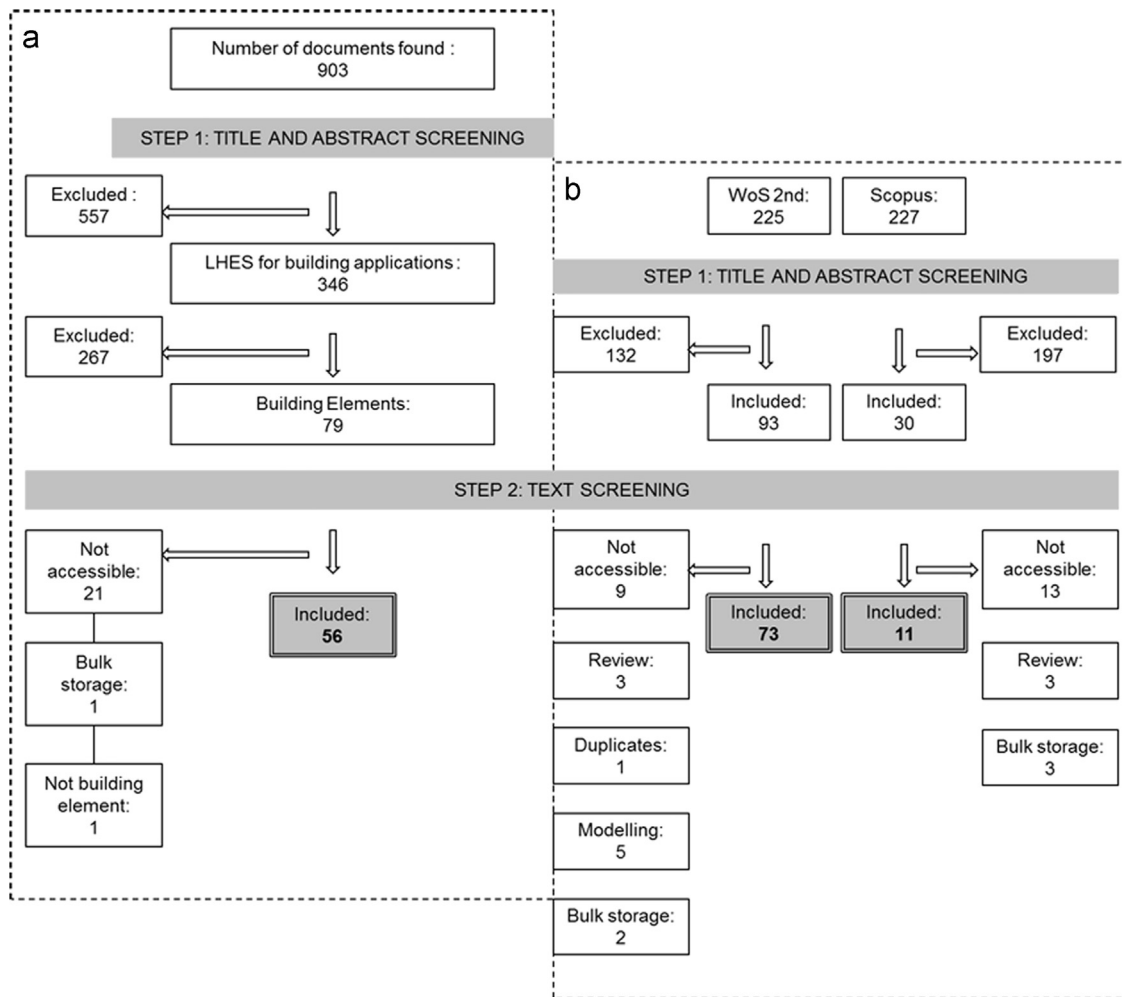 a
Number of documents found :
903
STEP 1: TITLE AND ABSTRACT SCREENING
Excluded :
557
LHES for building applications :
346
Excluded:
267
Building Elements:
79
b
WoS 2nd:
225
Scopus:
227
STEP 1: TITLE AND ABSTRACT SCREENING
Excluded:
132
Excluded:
197
Included:
93
Included:
30
STEP 2: TEXT SCREENING
Not
accessible:
21
Included:
56
Bulk
storage:
1
Not building
element:
1
Not
accessible:
9
Included:
73
Included:
11
Not
accessible:
13
Review:
3
Review:
3
Duplicates:
1
Bulk storage:
3
Modelling:
5
Bulk storage:
2